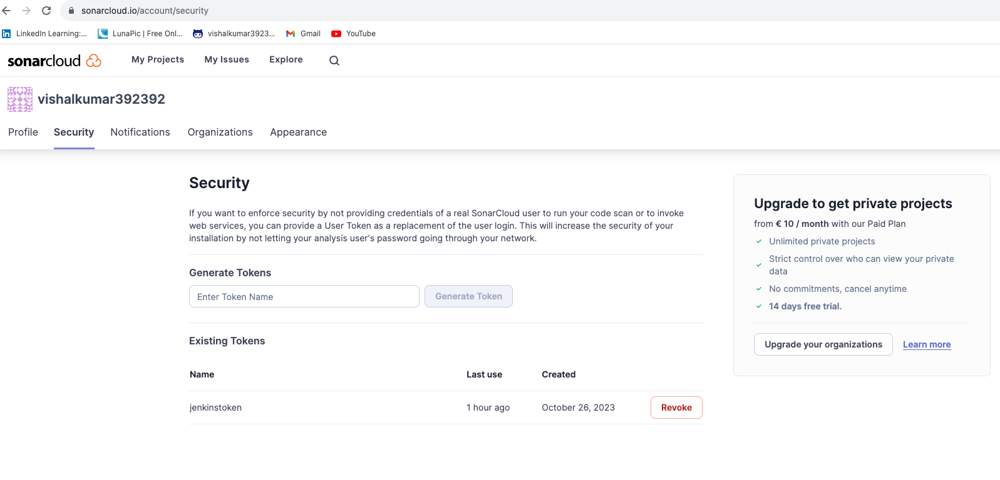 sonarcloud.io/account/security
LinkedIn Learning:... LunaPic | Free Onl... vishalkumar3923... Gmail YouTube
sonarcloud My Projects My Issues Explore
vishalkumar392392
Profile Security Notifications Organizations Appearance
Security
If you want to enforce security by not providing credentials of a real SonarCloud user to run your code scan or to invoke
web services, you can provide a User Token as a replacement of the user login. This will increase the security of your
installation by not letting your analysis user's password going through your network.
Generate Tokens
Enter Token Name Generate Token
Existing Tokens
Name Last use Created
jenkinstoken 1 hour ago October 26, 2023 Revoke
Upgrade to get private projects
from € 10 / month with our Paid Plan
Unlimited private projects
Strict control over who can view your private
data
No commitments, cancel anytime
14 days free trial.
Upgrade your organizations Learn more